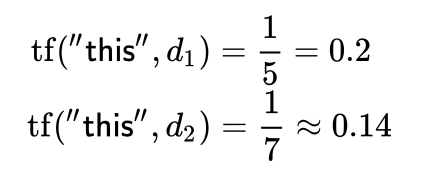 tf(″this″, d₁) = 1/5 = 0.2
tf(″this″, d₂) = 1/7 ≈ 0.14